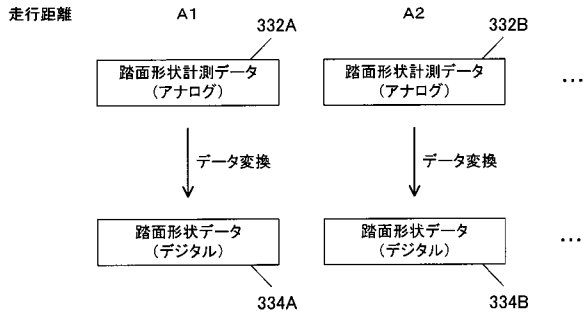 走行距離 A1 A2
332A 332B
踏面形状計測データ 踏面形状計測データ
(アナログ) (アナログ) …
データ変換 データ変換
踏面形状データ 踏面形状データ
(デジタル) (デジタル) …
334A 334B